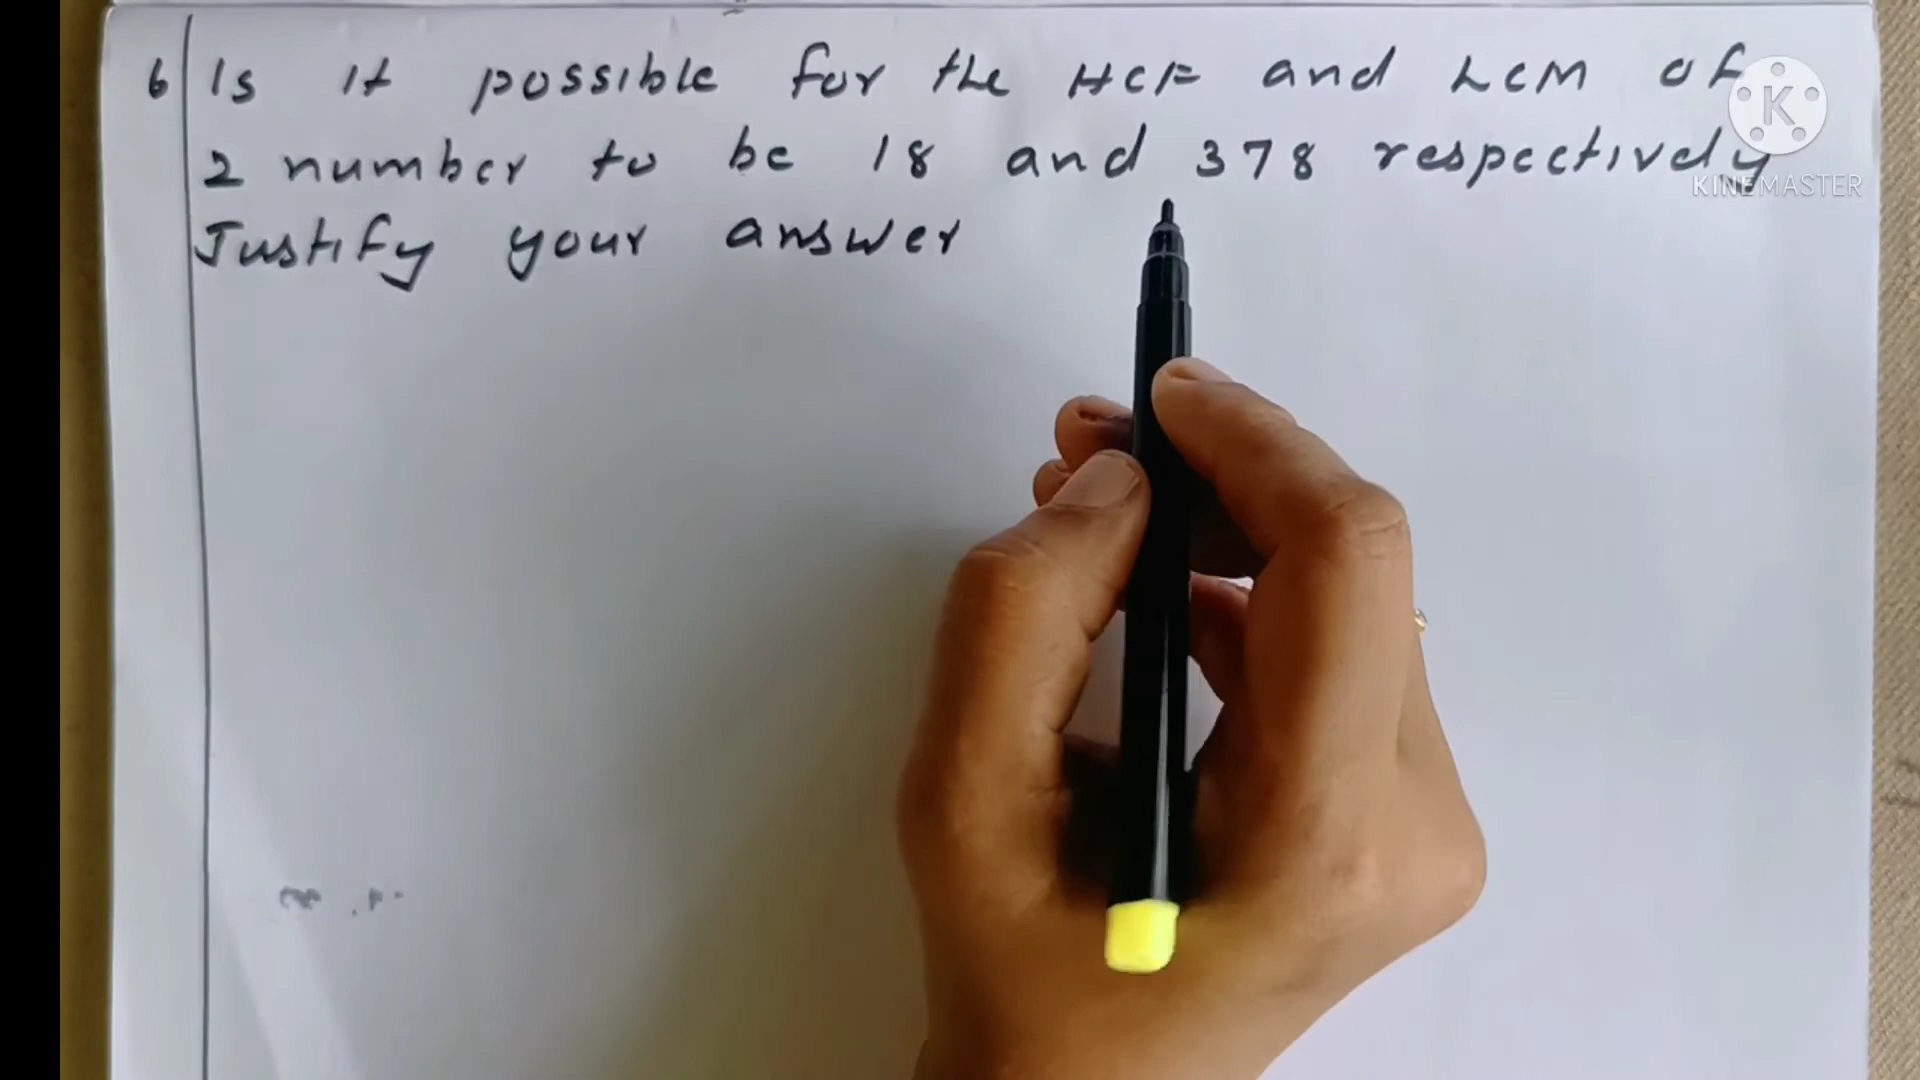 6 Is it possible for the HCF and LCM of
2 number to be 18 and 378 respectively
Justify your answer
K
KINEMASTER